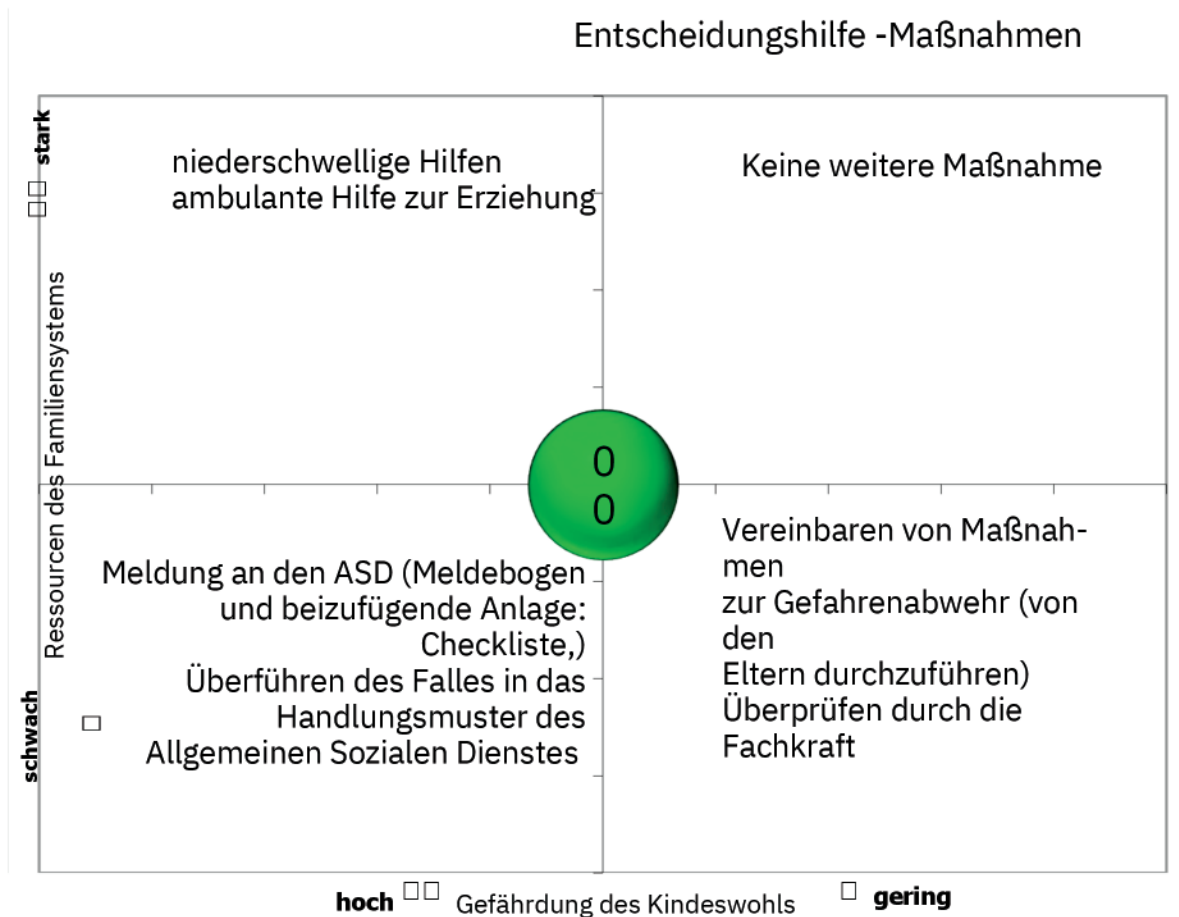 Entscheidungshilfe -Maßnahmen
stark
Ressourcen des Familiensystems
schwach
niederschwellige Hilfen
ambulante Hilfe zur Erziehung
Keine weitere Maßnahme
0
0
Meldung an den ASD (Meldebogen
und beizufügende Anlage:
Checkliste,)
Überführen des Falles in das
Handlungsmuster des
Allgemeinen Sozialen Dienstes
Vereinbaren von Maßnah-
men
zur Gefahrenabwehr (von
den
Eltern durchzuführen)
Überprüfen durch die
Fachkraft
hoch □□ Gefährdung des Kindeswohls □ gering